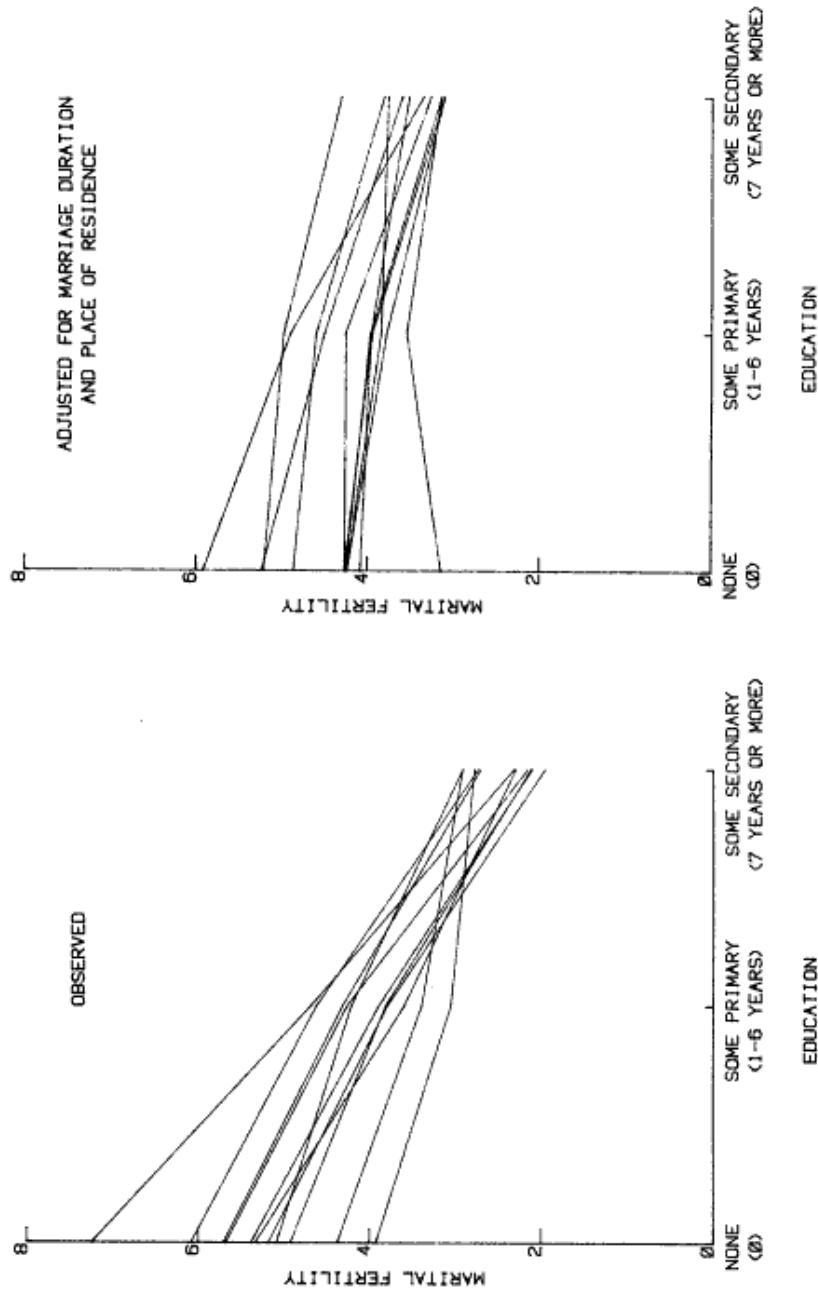 OBSERVED
MARITAL FERTILITY
8
6
4
2
0
NONE
(0)
SOME PRIMARY
(1-6 YEARS)
SOME SECONDARY
(7 YEARS OR MORE)
EDUCATION
ADJUSTED FOR MARRIAGE DURATION
AND PLACE OF RESIDENCE
MARITAL FERTILITY
8
6
4
2
0
NONE
(0)
SOME PRIMARY
(1-6 YEARS)
SOME SECONDARY
(7 YEARS OR MORE)
EDUCATION